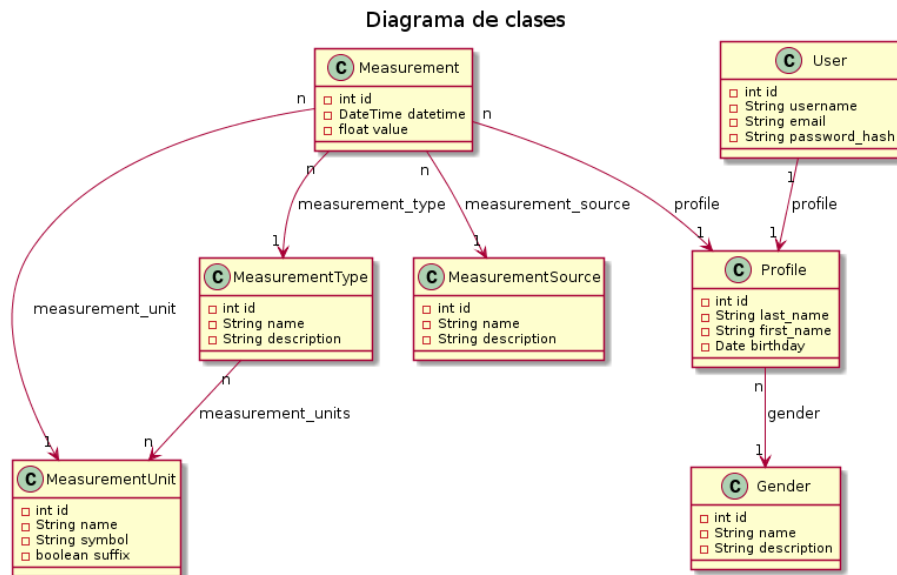 Diagrama de clases
C Measurement
int id
DateTime datetime
float value
C User
int id
String username
String email
String password_hash
n
n
n
n
1
measurement_type
measurement_source
profile
profile
1
1
1
1
C MeasurementType
int id
String name
String description
C MeasurementSource
int id
String name
String description
C Profile
int id
String last_name
String first_name
Date birthday
measurement_unit
n
measurement_units
n
gender
1
n
1
C MeasurementUnit
int id
String name
String symbol
boolean suffix
C Gender
int id
String name
String description